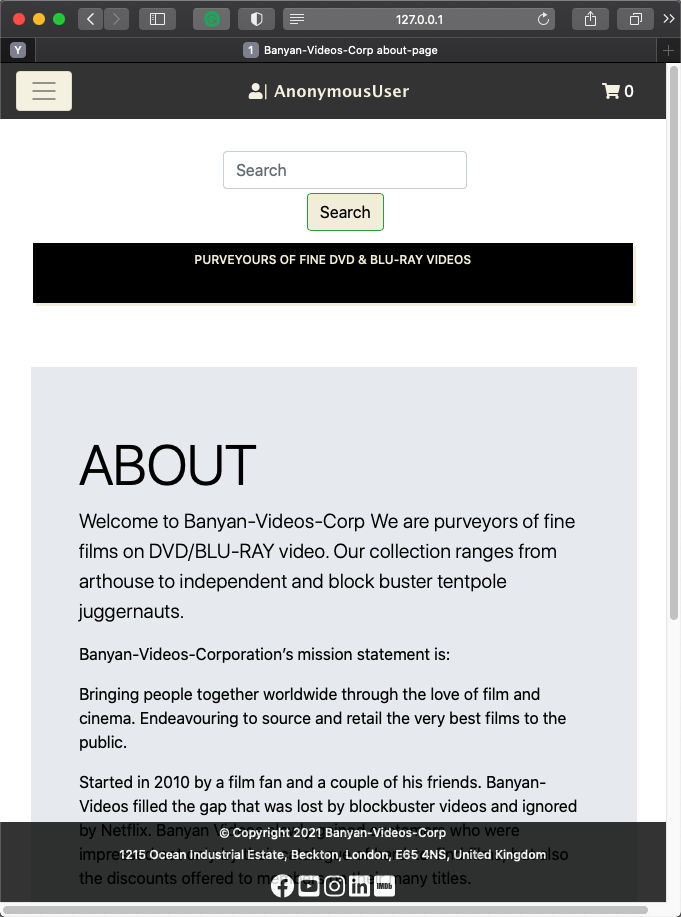 127.0.0.1
Y
1 Banyan-Videos-Corp about-page
| AnonymousUser
0
Search
Search
PURVEYOURS OF FINE DVD & BLU-RAY VIDEOS
ABOUT
Welcome to Banyan-Videos-Corp We are purveyors of fine
films on DVD/BLU-RAY video. Our collection ranges from
arthouse to independent and block buster tentpole
juggernauts.
Banyan-Videos-Corporation’s mission statement is:
Bringing people together worldwide through the love of film and
cinema. Endeavouring to source and retail the very best films to the
public.
Started in 2010 by a film fan and a couple of his friends. Banyan-
Videos filled the gap that was lost by blockbuster videos and ignored
by Netflix. Banyan who were
© Copyright 2021 Banyan-Videos-Corp
1215 Ocean Industrial Estate, Beckton, London, E65 4NS, United Kingdom
the discounts offered to many titles.
IMDb